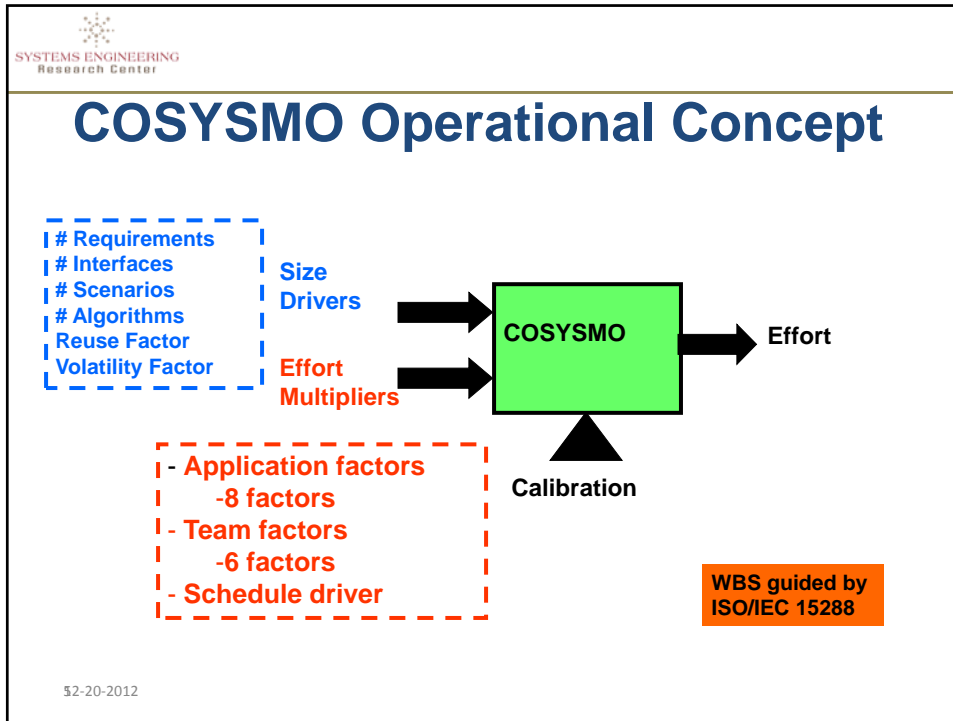 SYSTEMS ENGINEERING
Research Center
COSYSMO Operational Concept
# Requirements
# Interfaces
# Scenarios
# Algorithms
Reuse Factor
Volatility Factor
Size
Drivers
Effort
Multipliers
COSYSMO
Effort
Calibration
- Application factors
-8 factors
- Team factors
-6 factors
- Schedule driver
WBS guided by
ISO/IEC 15288
12-20-2012